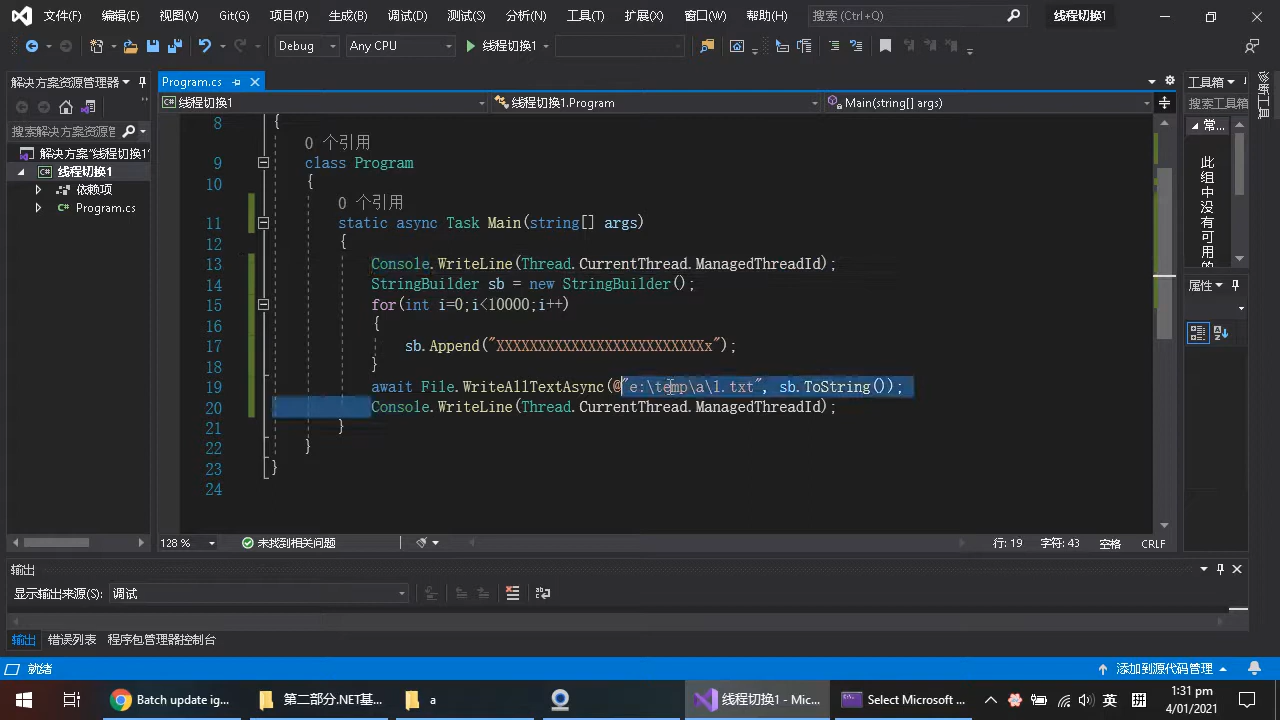 文件(F)
编辑(E)
视图(V)
Git(G)
项目(P)
生成(B)
调试(D)
测试(S)
分析(N)
工具(T)
扩展(X)
窗口(W)
帮助(H)
搜索 (Ctrl+Q)
线程切换1
Debug
Any CPU
线程切换1
解决方案资源管理器
Program.cs
工具箱
线程切换1
线程切换1.Program
Main(string[] args)
搜索工具箱
搜索解决方案资源管
解决方案"线程切换1"
线程切换1
依赖项
Program.cs
8 {
0 个引用
9 class Program
10 {
0 个引用
11 static async Task Main(string[] args)
12 {
13 Console.WriteLine(Thread.CurrentThread.ManagedThreadId);
14 StringBuilder sb = new StringBuilder();
15 for(int i=0;i<10000;i++)
16 {
17 sb.Append("XXXXXXXXXXXXXXXXXXXXXXXXXx");
18 }
19 await File.WriteAllTextAsync(@"e:\temp\a\1.txt", sb.ToString());
20 Console.WriteLine(Thread.CurrentThread.ManagedThreadId);
21 }
22 }
23 }
24
常...
此
组
中
没
有
可
用
的
属性
128 %
未找到相关问题
行: 19
字符: 43
空格
CRLF
输出
显示输出来源(S):
调试
输出
错误列表
程序包管理器控制台
就绪
添加到源代码管理
Batch update ig...
第二部分.NET基...
a
线程切换1 - Mic...
Select Microsoft ...
英
拼
1:31 pm
4/01/2021